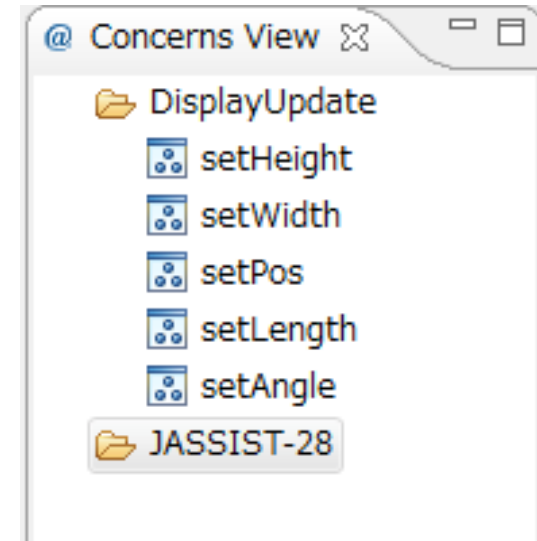 @ Concerns View
DisplayUpdate
setHeight
setWidth
setPos
setLength
setAngle
JASSIST-28